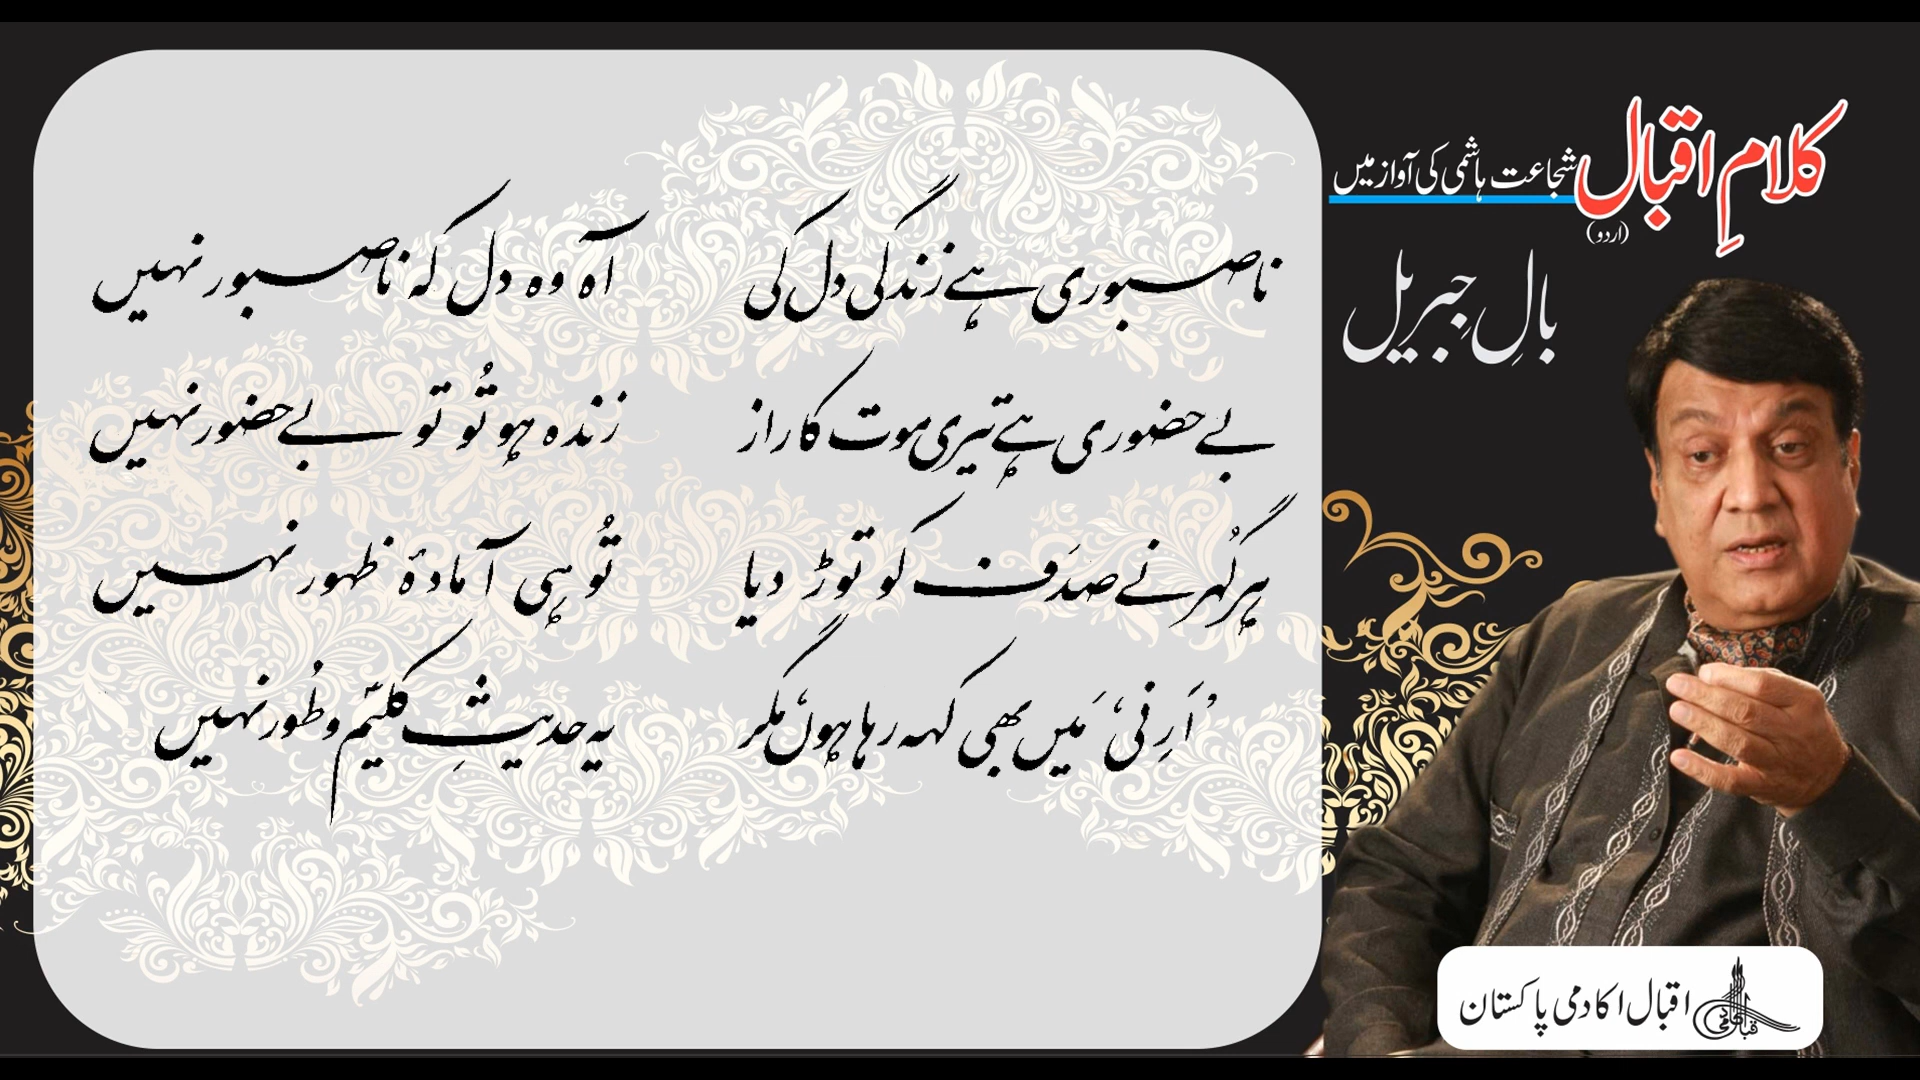 کلامِ اقبال شجاعت ہاشمی کی آواز میں
(اردو)
بالِ جبریل
ناصبوری ہے زندگی دل کی آہ وہ دل کہ ناصبور نہیں
بے حضوری ہے تیری موت کا راز زندہ ہو تُو تو بے حضور نہیں
ہر گُہر نے صدَف کو توڑ دیا تُو ہی آمادۂ ظہور نہیں
’اَرِنی‘ مَیں بھی کہہ رہا ہوں، مگر یہ حدیثِ کلیمؑ و طُور نہیں
اقبال اکادمی پاکستان